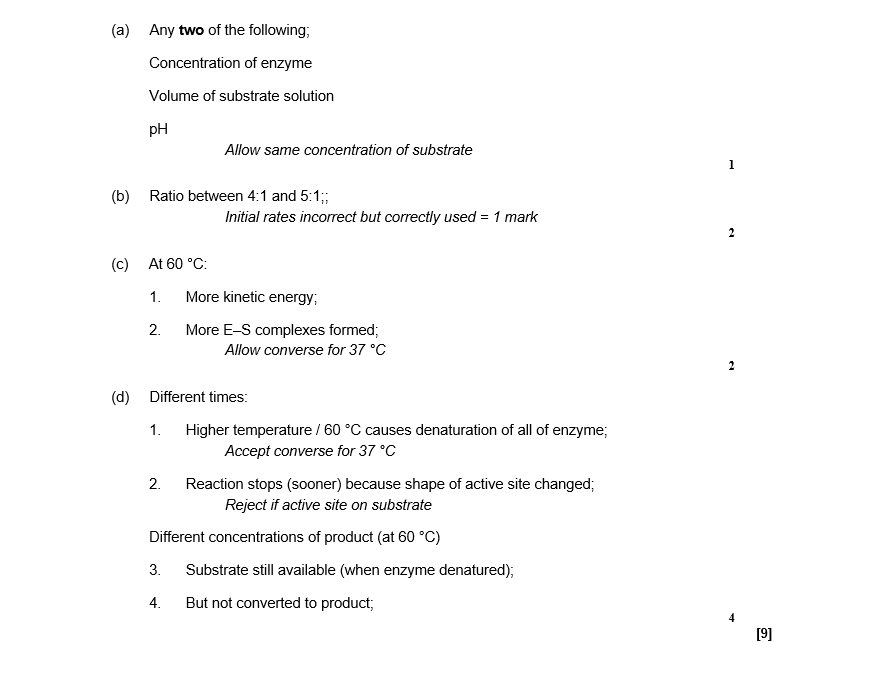 (a) Any two of the following;
Concentration of enzyme
Volume of substrate solution
pH
Allow same concentration of substrate
1
(b) Ratio between 4:1 and 5:1;;
Initial rates incorrect but correctly used = 1 mark
2
(c) At 60 °C:
1. More kinetic energy;
2. More E–S complexes formed;
Allow converse for 37 °C
2
(d) Different times:
1. Higher temperature / 60 °C causes denaturation of all of enzyme;
Accept converse for 37 °C
2. Reaction stops (sooner) because shape of active site changed;
Reject if active site on substrate
Different concentrations of product (at 60 °C)
3. Substrate still available (when enzyme denatured);
4. But not converted to product;
4
[9]